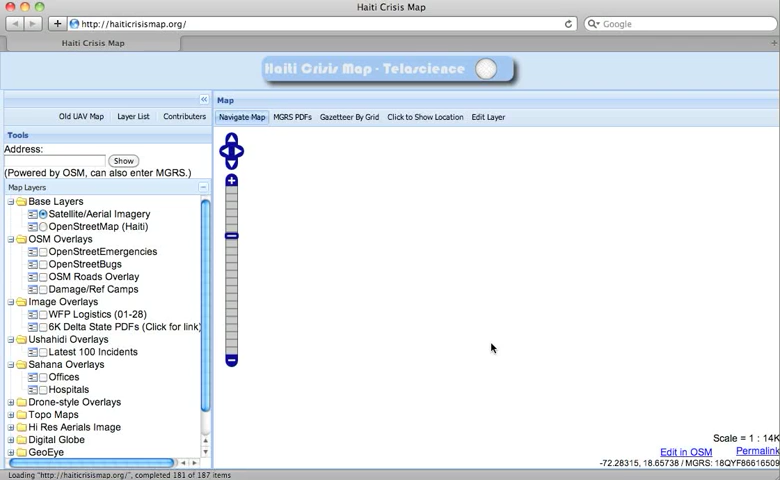 Haiti Crisis Map
http://haiticrisismap.org/
Google
Haiti Crisis Map
Haiti Crisis Map - Telascience
Map
Old UAV Map Layer List Contributors
Navigate Map MGRS PDFs Gazetteer By Grid Click to Show Location Edit Layer
Tools
Address:
Show
(Powered by OSM, can also enter MGRS.)
Map Layers
Base Layers
Satellite/Aerial Imagery
OpenStreetMap (Haiti)
OSM Overlays
OpenStreetEmergencies
OpenStreetBugs
OSM Roads Overlay
Damage/Ref Camps
Image Overlays
WFP Logistics (01-28)
6K Delta State PDFs (Click for link)
Ushahidi Overlays
Latest 100 Incidents
Sahana Overlays
Offices
Hospitals
Drone-style Overlays
Topo Maps
Hi Res Aerials Image
Digital Globe
GeoEye
Scale = 1 : 14K
Edit in OSM Permalink
-72.28315, 18.65738 / MGRS: 18QYF86616509
Loading "http://haiticrisismap.org/", completed 181 of 187 items